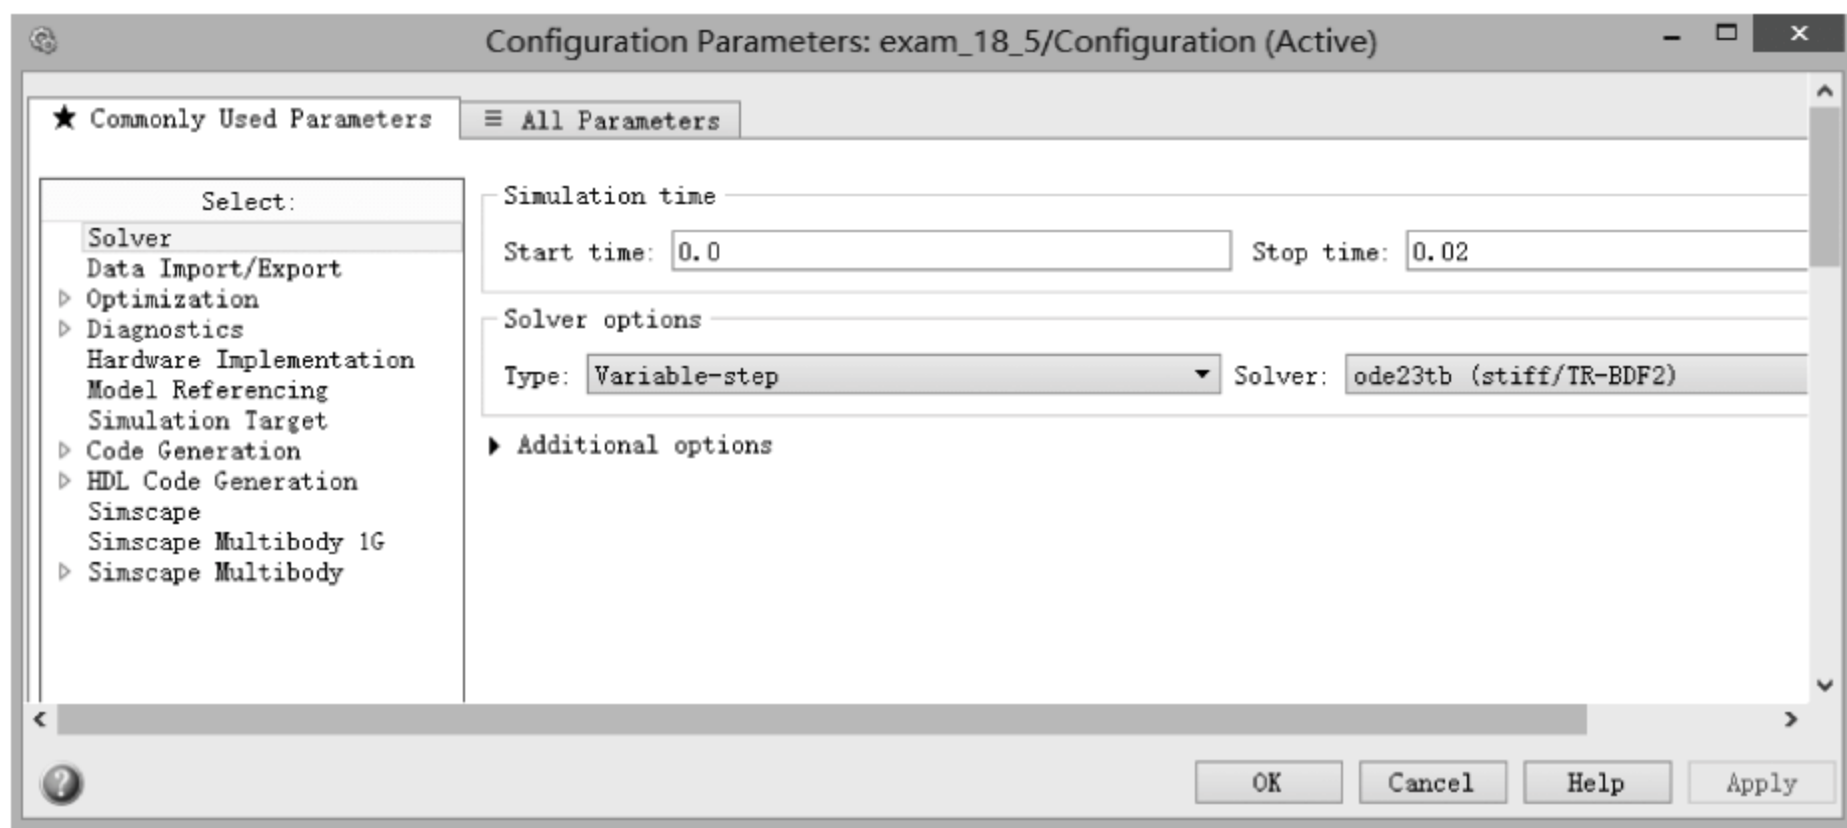 Configuration Parameters: exam_18_5/Configuration (Active)
★ Commonly Used Parameters
≡ All Parameters
Select:
Solver
Data Import/Export
Optimization
Diagnostics
Hardware Implementation
Model Referencing
Simulation Target
Code Generation
HDL Code Generation
Simscape
Simscape Multibody 1G
Simscape Multibody
Simulation time
Start time: 0.0 Stop time: 0.02
Solver options
Type: Variable-step Solver: ode23tb (stiff/TR-BDF2)
Additional options
OK Cancel Help Apply